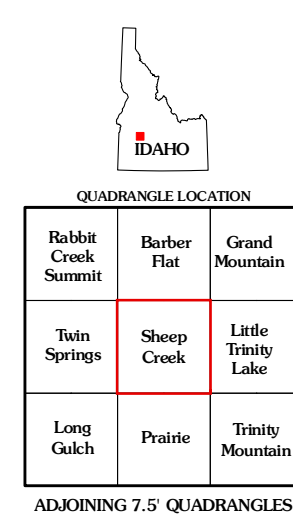 IDAHO
QUADRANGLE LOCATION
Rabbit
Creek
Summit
Barber
Flat
Grand
Mountain
Twin
Springs
Sheep
Creek
Little
Trinity
Lake
Long
Gulch
Prairie
Trinity
Mountain
ADJOINING 7.5' QUADRANGLES